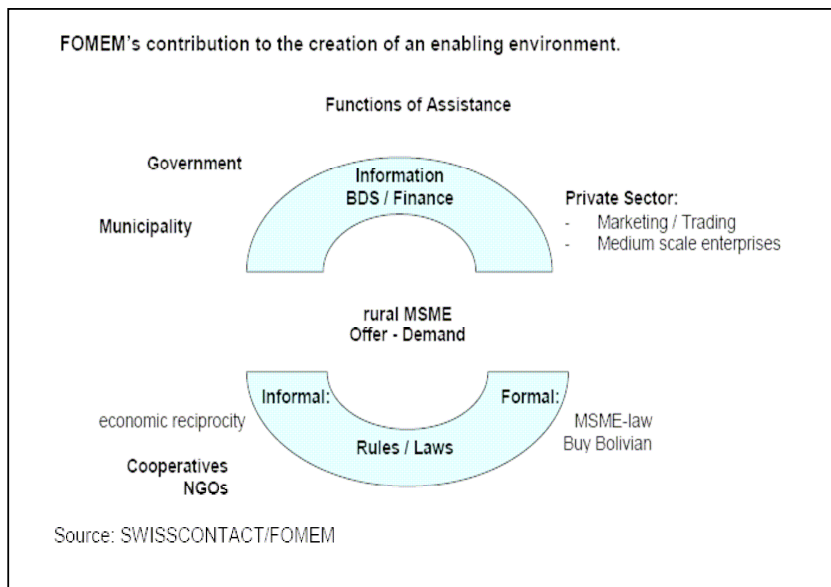 FOMEM's contribution to the creation of an enabling environment.
Functions of Assistance
Government
Municipality
Information
BDS / Finance
Private Sector:
- Marketing / Trading
- Medium scale enterprises
rural MSME
Offer - Demand
Informal:
Formal:
economic reciprocity
MSME-law
Buy Bolivian
Rules / Laws
Cooperatives
NGOs
Source: SWISSCONTACT/FOMEM